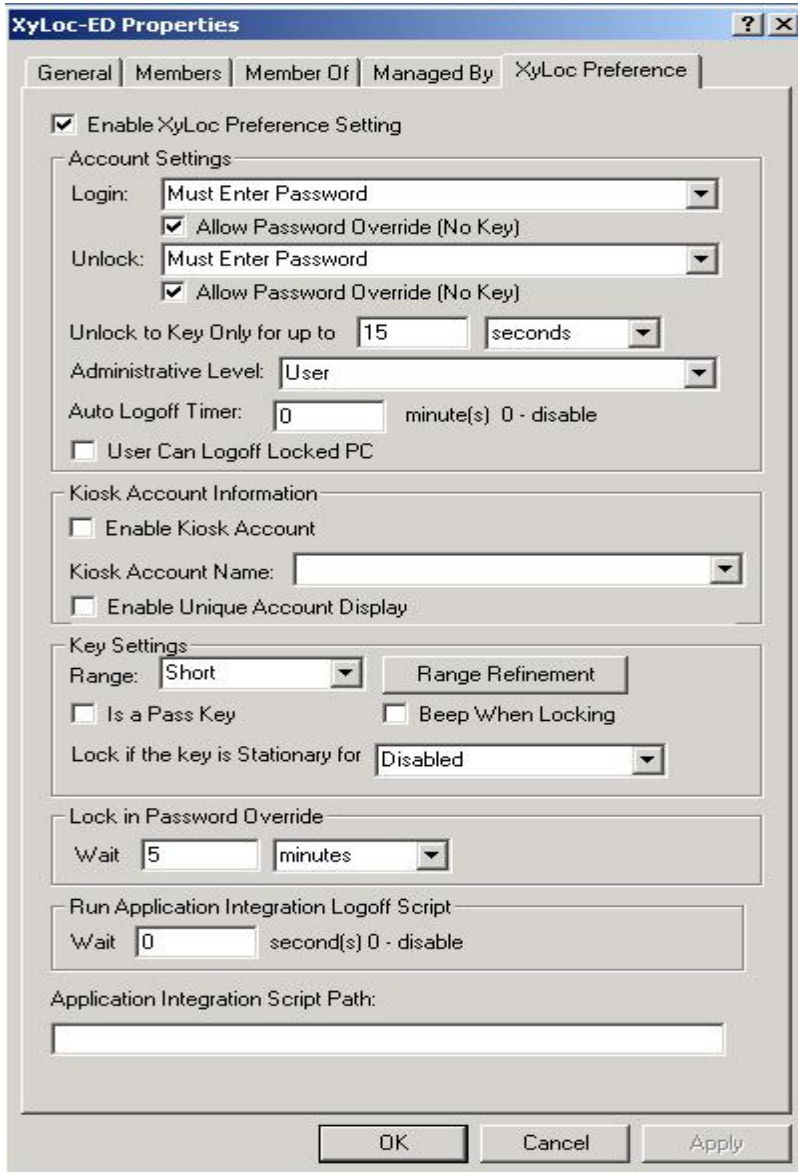 XyLoc-ED Properties
General Members Member Of Managed By XyLoc Preference
Enable XyLoc Preference Setting
Account Settings
Login: Must Enter Password
Allow Password Override (No Key)
Unlock: Must Enter Password
Allow Password Override (No Key)
Unlock to Key Only for up to 15 seconds
Administrative Level: User
Auto Logoff Timer: 0 minute(s) 0 - disable
User Can Logoff Locked PC
Kiosk Account Information
Enable Kiosk Account
Kiosk Account Name:
Enable Unique Account Display
Key Settings
Range: Short Range Refinement
Is a Pass Key Beep When Locking
Lock if the key is Stationary for Disabled
Lock in Password Override
Wait 5 minutes
Run Application Integration Logoff Script
Wait 0 second(s) 0 - disable
Application Integration Script Path:
OK Cancel Apply